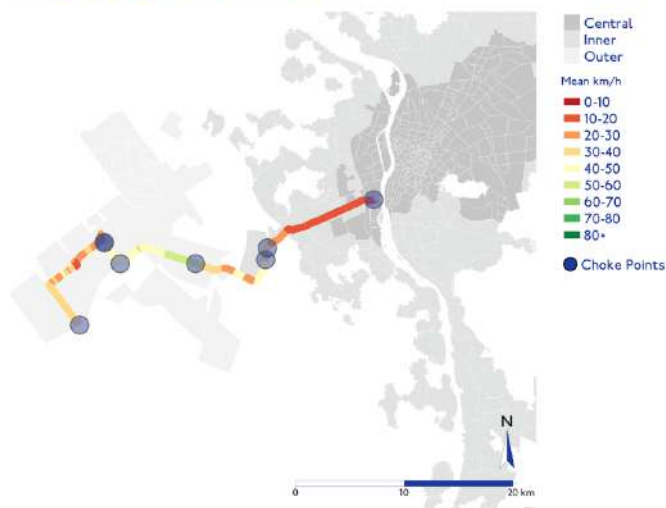 Central
Inner
Outer
Mean km/h
0-10
10-20
20-30
30-40
40-50
50-60
60-70
70-80
80+
Choke Points
N
0 10 20 km